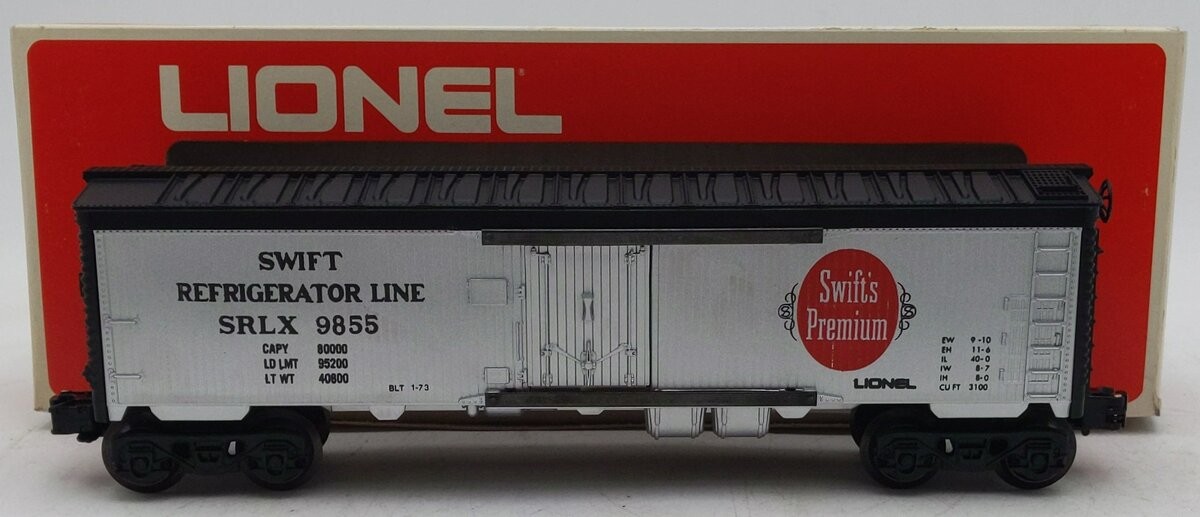 LIONEL
SWIFT
REFRIGERATOR LINE
SRLX 9855
CAPY 80000
LD LMT 95200
LT WT 40800
BLT 1-73
Swift's
Premium
LIONEL
EW 9-10
EH 11-6
IL 40-0
IW 8-7
IH 8-0
CU FT 3100